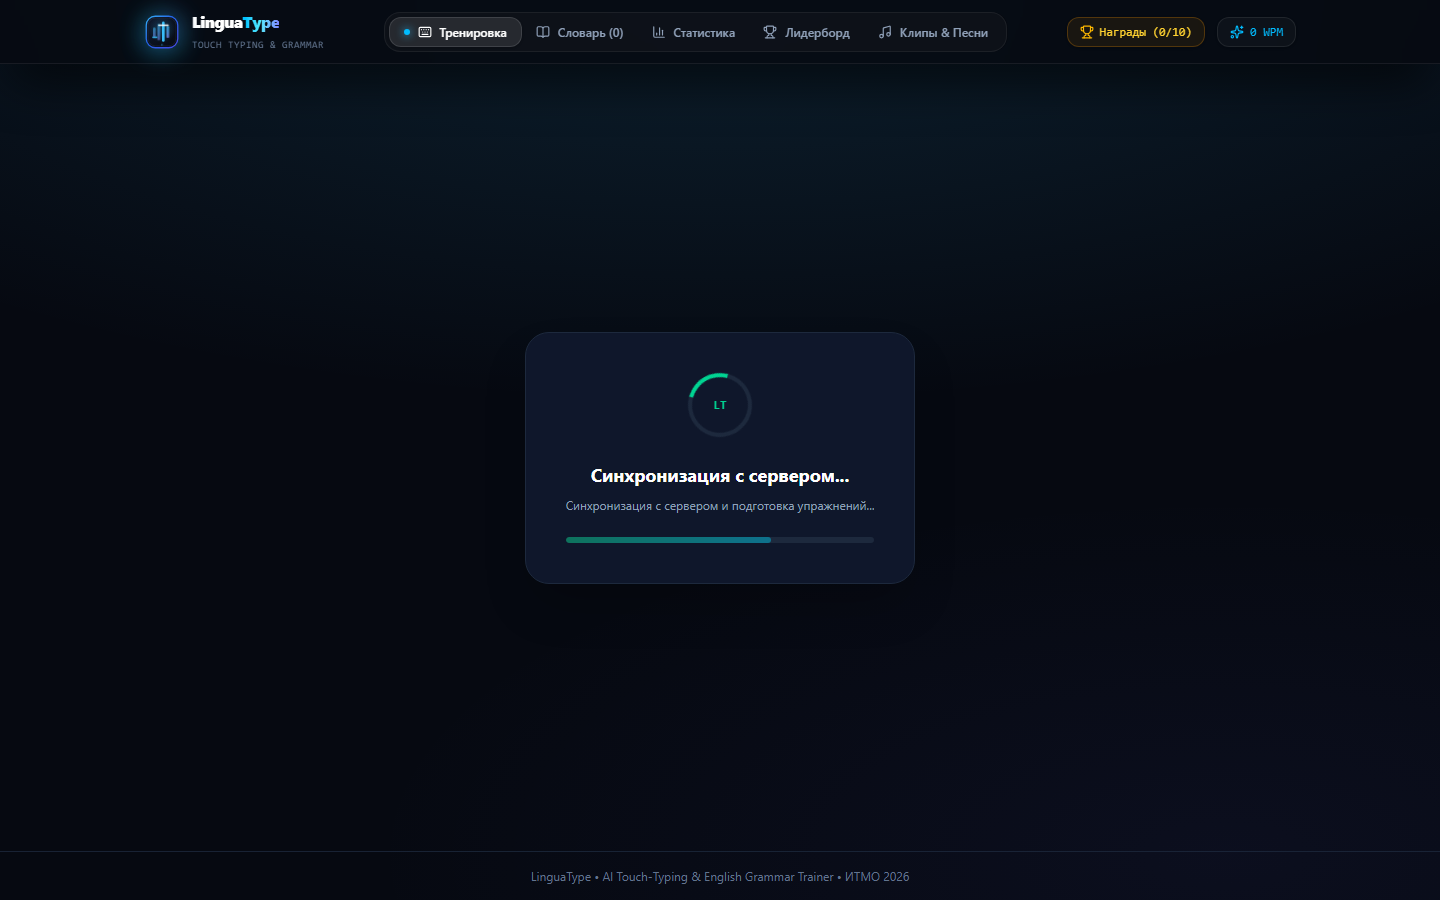 LinguaType
TOUCH TYPING & GRAMMAR
Тренировка
Словарь (0)
Статистика
Лидерборд
Клипы & Песни
Награды (0/10)
0 WPM
LT
Синхронизация с сервером...
Синхронизация с сервером и подготовка упражнений...
LinguaType • AI Touch-Typing & English Grammar Trainer • ИТМО 2026